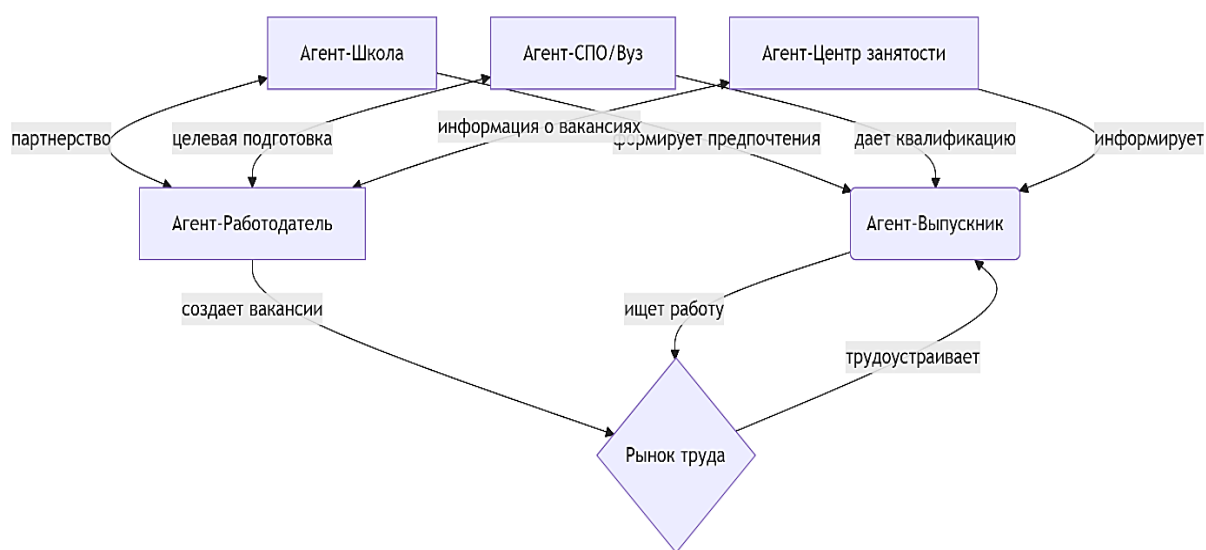 Агент-Школа
Агент-СПО/Вуз
Агент-Центр занятости
партнерство
целевая подготовка
информация о вакансиях
формирует предпочтения
дает квалификацию
информирует
Агент-Работодатель
Агент-Выпускник
создает вакансии
ищет работу
трудоустраивает
Рынок труда